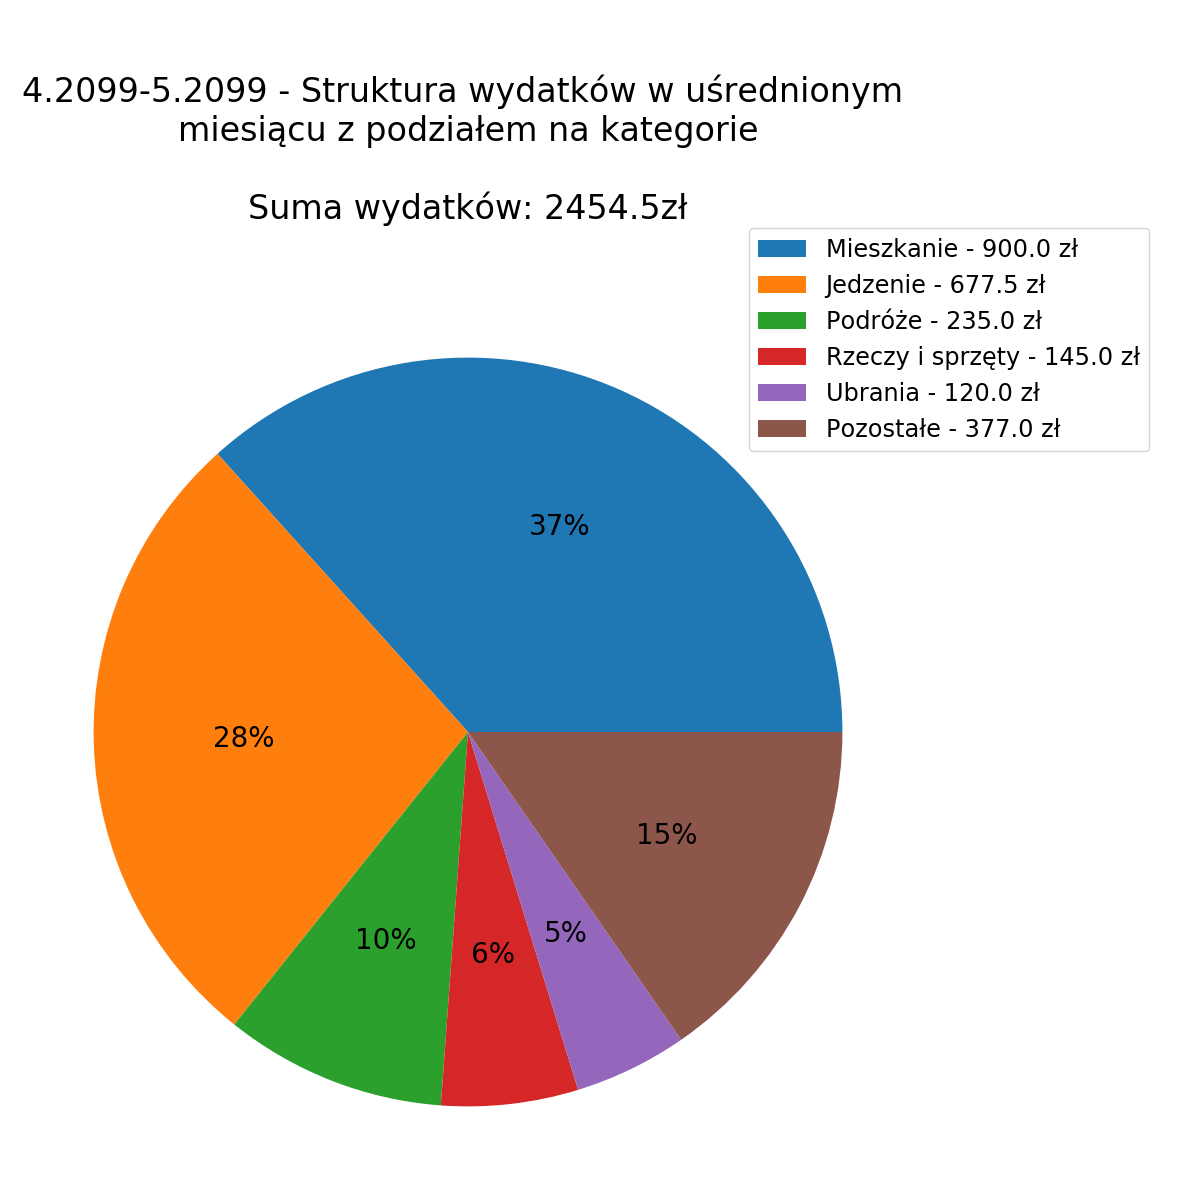 4.2099-5.2099 - Struktura wydatków w uśrednionym
miesiącu z podziałem na kategorie
Suma wydatków: 2454.5zł
Mieszkanie - 900.0 zł
Jedzenie - 677.5 zł
Podróże - 235.0 zł
Rzeczy i sprzęty - 145.0 zł
Ubrania - 120.0 zł
Pozostałe - 377.0 zł
37%
28%
15%
10%
6%
5%